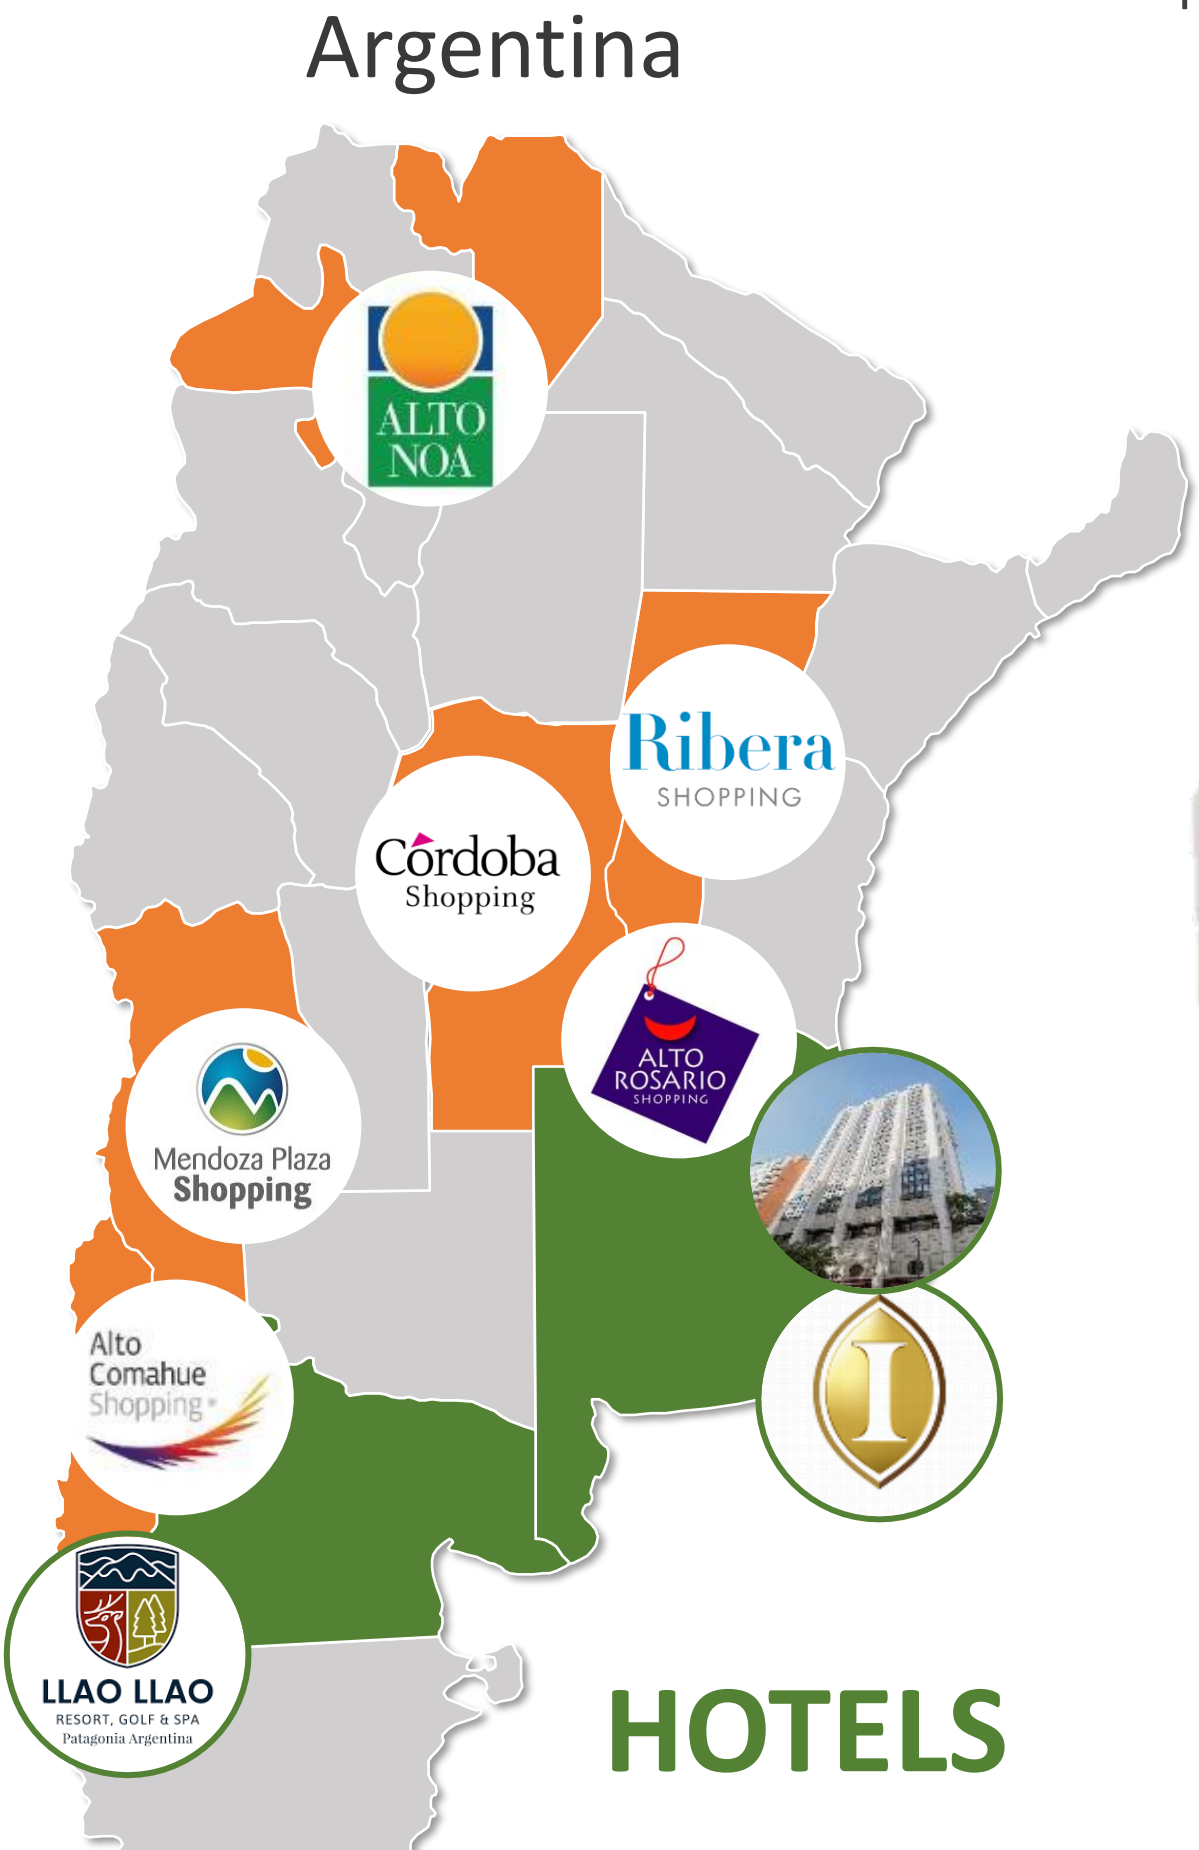 Argentina
ALTO
NOA
Ribera
SHOPPING
Córdoba
Shopping
ALTO
ROSARIO
SHOPPING
Mendoza Plaza
Shopping
Alto
Comahue
Shopping
I
LLAO LLAO
RESORT, GOLF & SPA
Patagonia Argentina
HOTELS